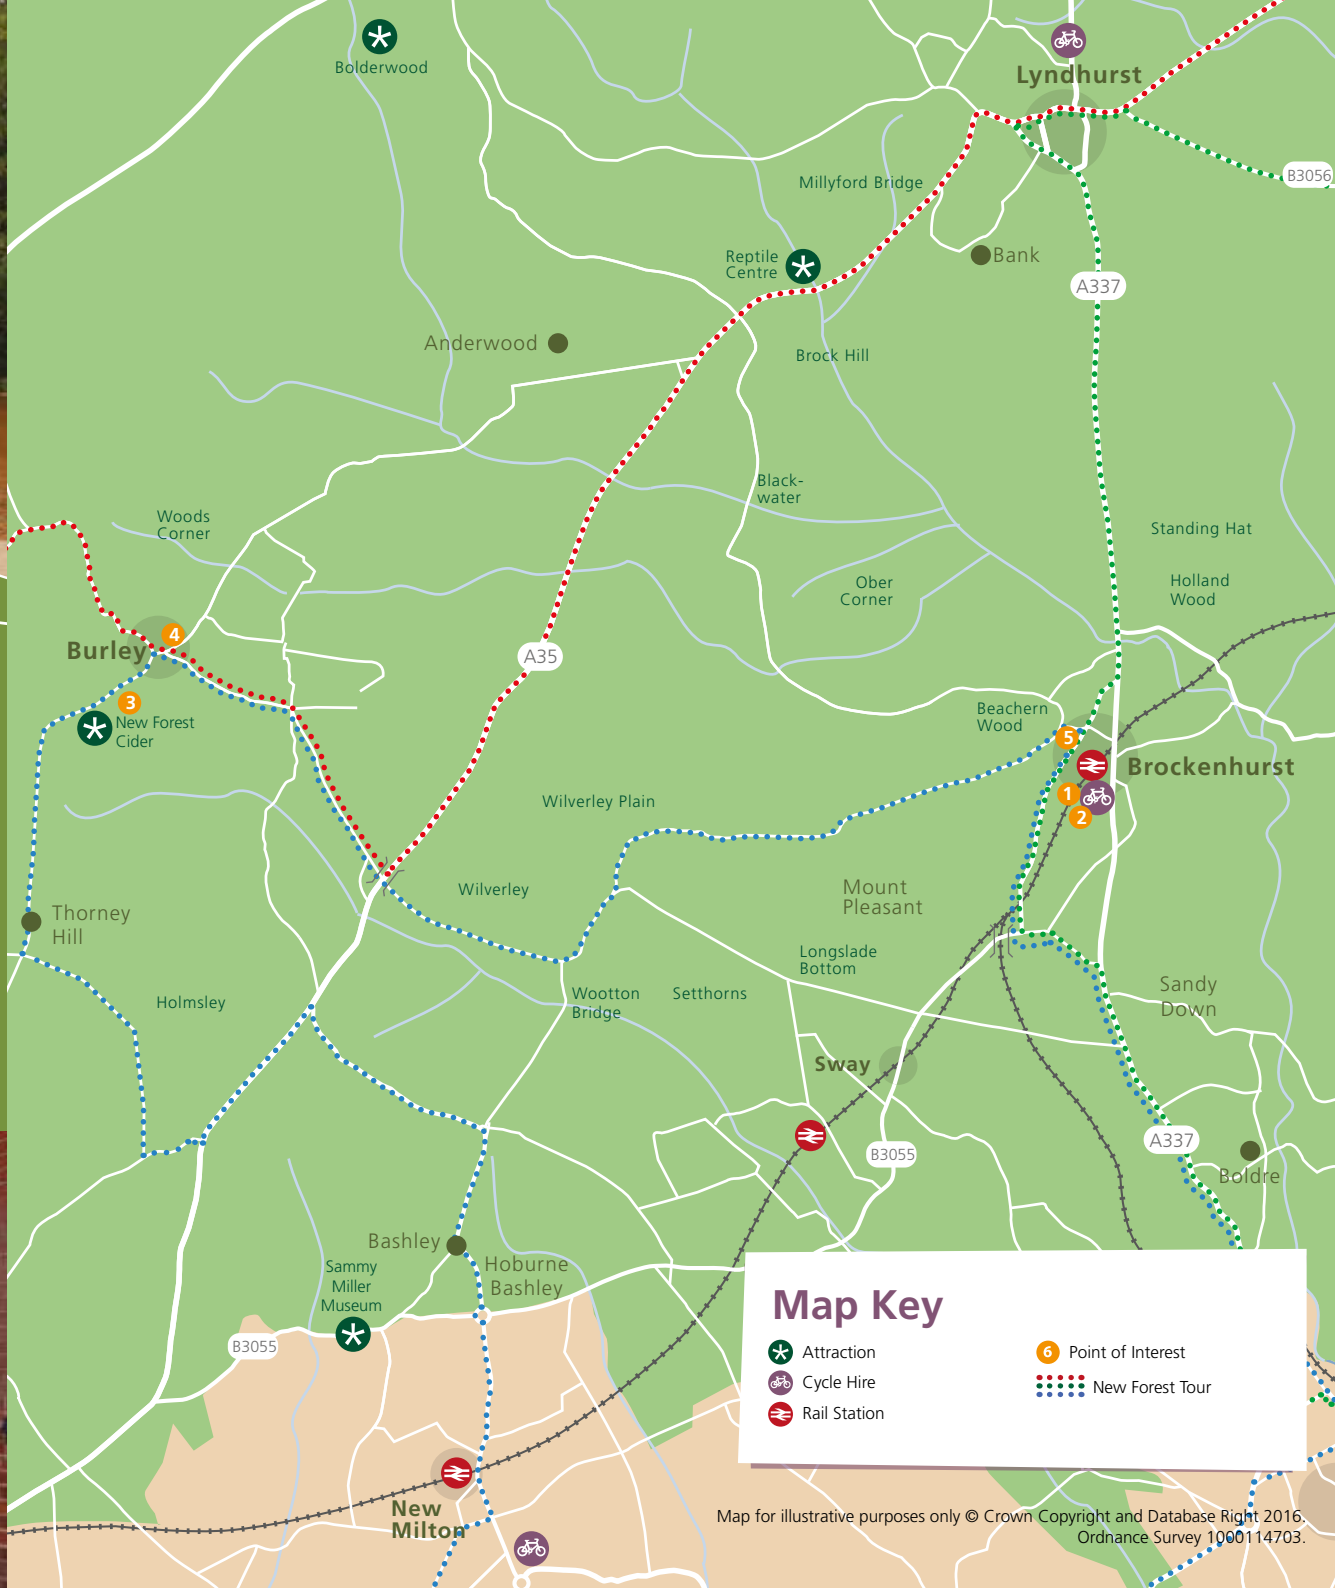 Bolderwood
Lyndhurst
Millyford Bridge
B3056
Reptile
Centre
Bank
A337
Anderwood
Brock Hill
Black-
water
Woods
Corner
Standing Hat
Ober
Corner
Holland
Wood
4
Burley
A35
3
New Forest
Cider
Beachern
Wood
5
Brockenhurst
1
2
Wilverley Plain
Wilverley
Mount
Pleasant
Thorney
Hill
Longslade
Bottom
Holmsley
Wootton
Bridge
Setthorns
Sandy
Down
Sway
A337
B3055
Boldre
Bashley
Hoburne
Bashley
Sammy
Miller
Museum
B3055
Map Key
Attraction
Cycle Hire
Rail Station
6 Point of Interest
New Forest Tour
New
Milton
Map for illustrative purposes only © Crown Copyright and Database Right 2016.
Ordnance Survey 1000114703.